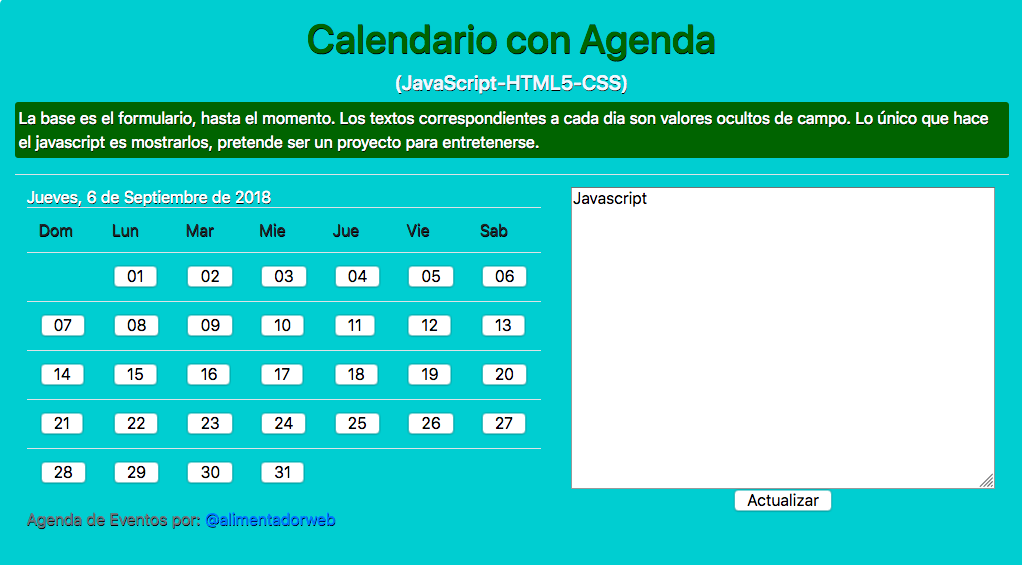 Calendario con Agenda
(JavaScript-HTML5-CSS)
La base es el formulario, hasta el momento. Los textos correspondientes a cada dia son valores ocultos de campo. Lo único que hace
el javascript es mostrarlos, pretende ser un proyecto para entretenerse.
Jueves, 6 de Septiembre de 2018
Dom Lun Mar Mie Jue Vie Sab
01 02 03 04 05 06
07 08 09 10 11 12 13
14 15 16 17 18 19 20
21 22 23 24 25 26 27
28 29 30 31
Agenda de Eventos por: @alimentadorweb
Javascript
Actualizar